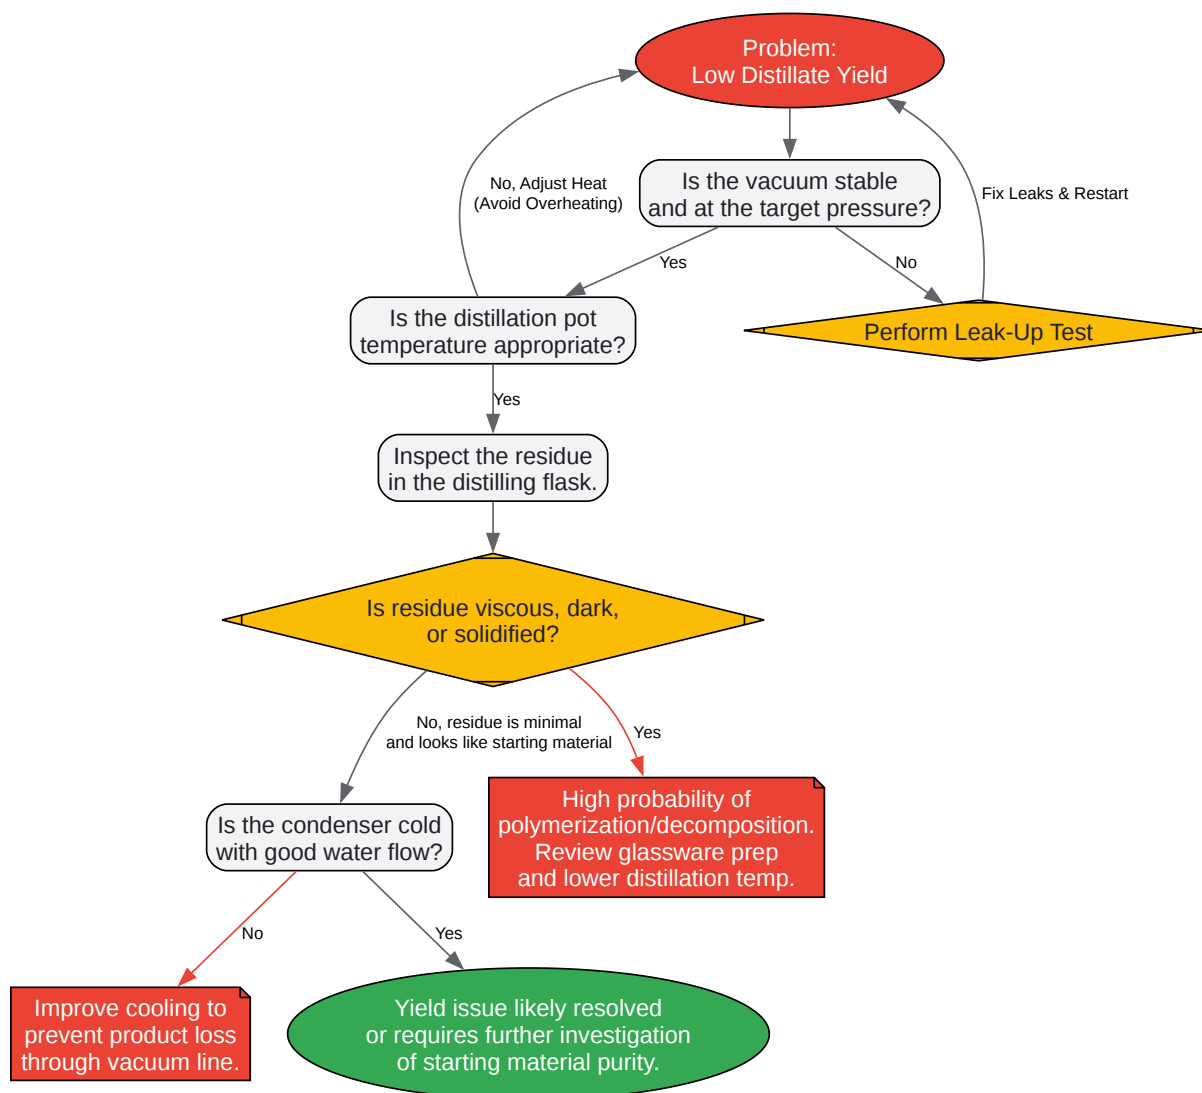 Problem:
Low Distillate Yield
Is the vacuum stable
and at the target pressure?
No, Adjust Heat
(Avoid Overheating)
Fix Leaks & Restart
Yes
No
Is the distillation pot
temperature appropriate?
Perform Leak-Up Test
Yes
Inspect the residue
in the distilling flask.
Is residue viscous, dark,
or solidified?
No, residue is minimal
and looks like starting material
Yes
High probability of
polymerization/decomposition.
Review glassware prep
and lower distillation temp.
Is the condenser cold
with good water flow?
No
Yes
Improve cooling to
prevent product loss
through vacuum line.
Yield issue likely resolved
or requires further investigation
of starting material purity.